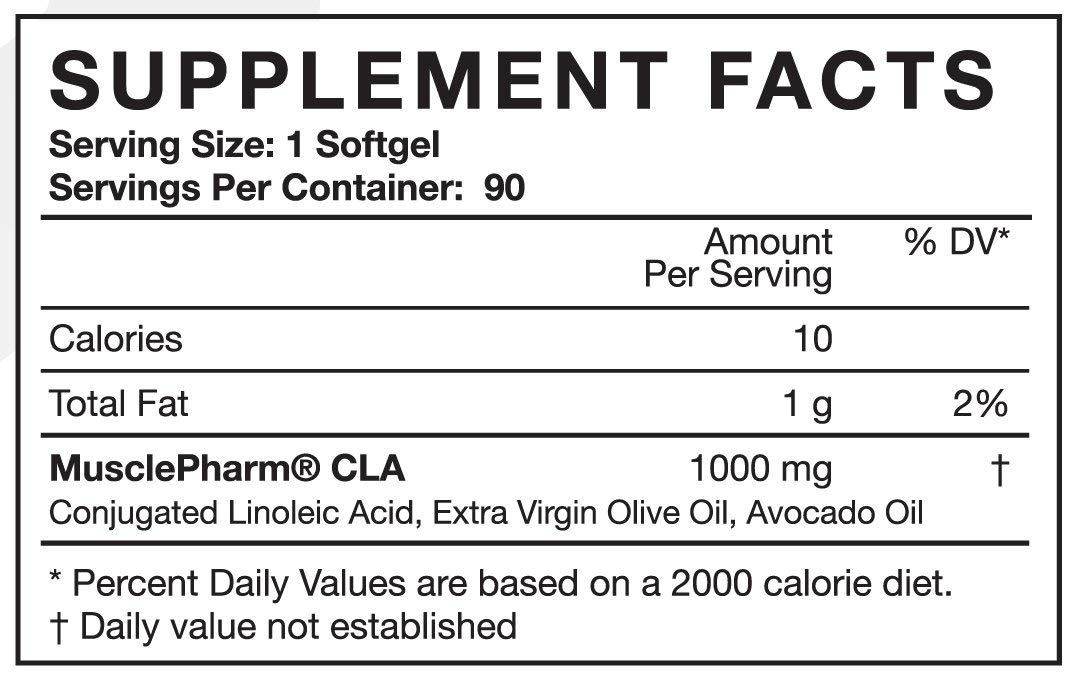 SUPPLEMENT FACTS
Serving Size: 1 Softgel
Servings Per Container: 90
Amount Per Serving % DV*
Calories 10
Total Fat 1 g 2%
MusclePharm® CLA 1000 mg †
Conjugated Linoleic Acid, Extra Virgin Olive Oil, Avocado Oil
* Percent Daily Values are based on a 2000 calorie diet.
† Daily value not established